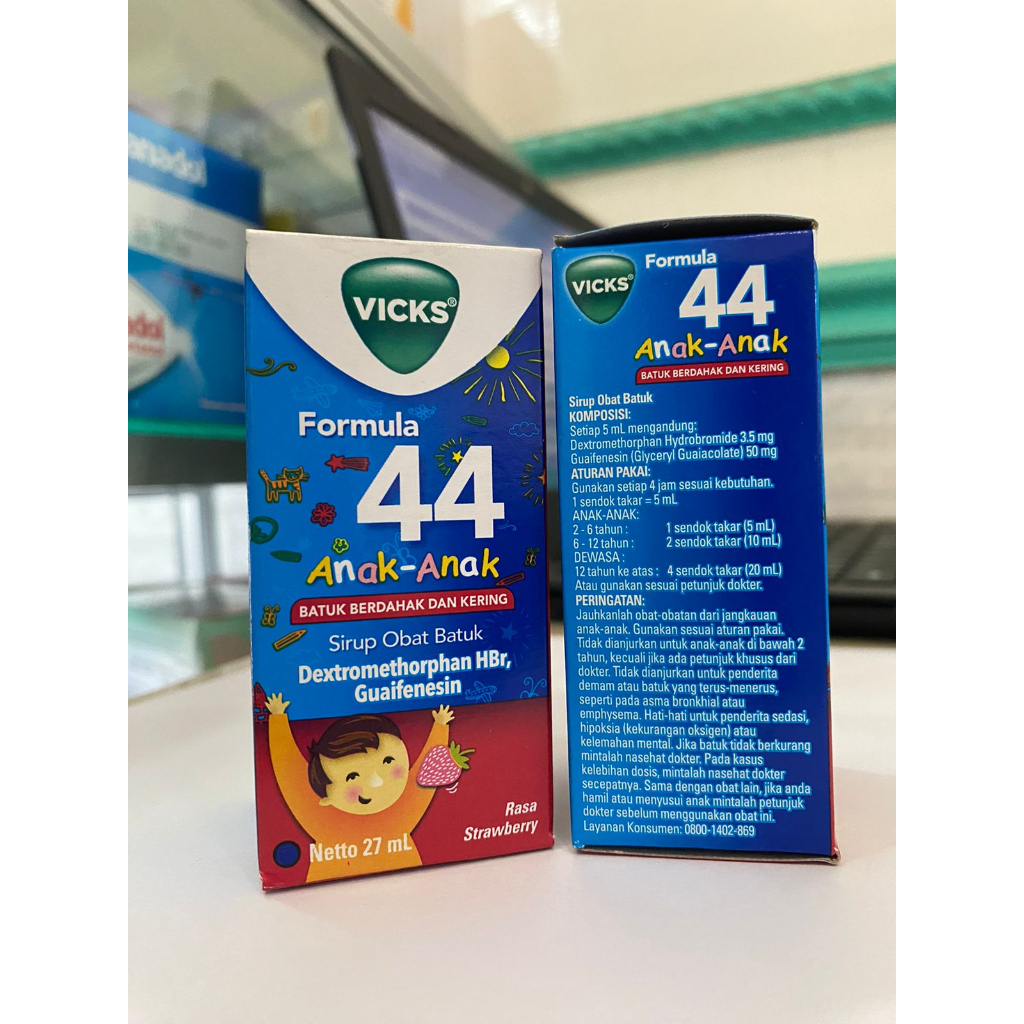 VICKS®
Formula
44
Anak-Anak
BATUK BERDAHAK DAN KERING
Sirup Obat Batuk
Dextromethorphan HBr,
Guaifenesin
Rasa
Strawberry
Netto 27 mL
VICKS®
Formula
44
Anak-Anak
BATUK BERDAHAK DAN KERING
Sirup Obat Batuk
KOMPOSISI:
Setiap 5 mL mengandung:
Dextromethorphan Hydrobromide 3.5 mg
Guaifenesin (Glyceryl Guaiacolate) 50 mg
ATURAN PAKAI:
Gunakan setiap 4 jam sesuai kebutuhan.
1 sendok takar = 5 mL
ANAK-ANAK:
2 - 6 tahun : 1 sendok takar (5 mL)
6 - 12 tahun : 2 sendok takar (10 mL)
DEWASA :
12 tahun ke atas : 4 sendok takar (20 mL)
Atau gunakan sesuai petunjuk dokter.
PERINGATAN:
Jauhkanlah obat-obatan dari jangkauan
anak-anak. Gunakan sesuai aturan pakai.
Tidak dianjurkan untuk anak-anak di bawah 2
tahun, kecuali jika ada petunjuk khusus dari
dokter. Tidak dianjurkan untuk penderita
demam atau batuk yang terus-menerus,
seperti pada asma bronkhial atau
emphysema. Hati-hati untuk penderita sedasi,
hipoksia (kekurangan oksigen) atau
kelemahan mental. Jika batuk tidak berkurang
mintalah nasehat dokter. Pada kasus
kelebihan dosis, mintalah nasehat dokter
secepatnya. Sama dengan obat lain, jika anda
hamil atau menyusui anak mintalah petunjuk
dokter sebelum menggunakan obat ini.
Layanan Konsumen: 0800-1402-869